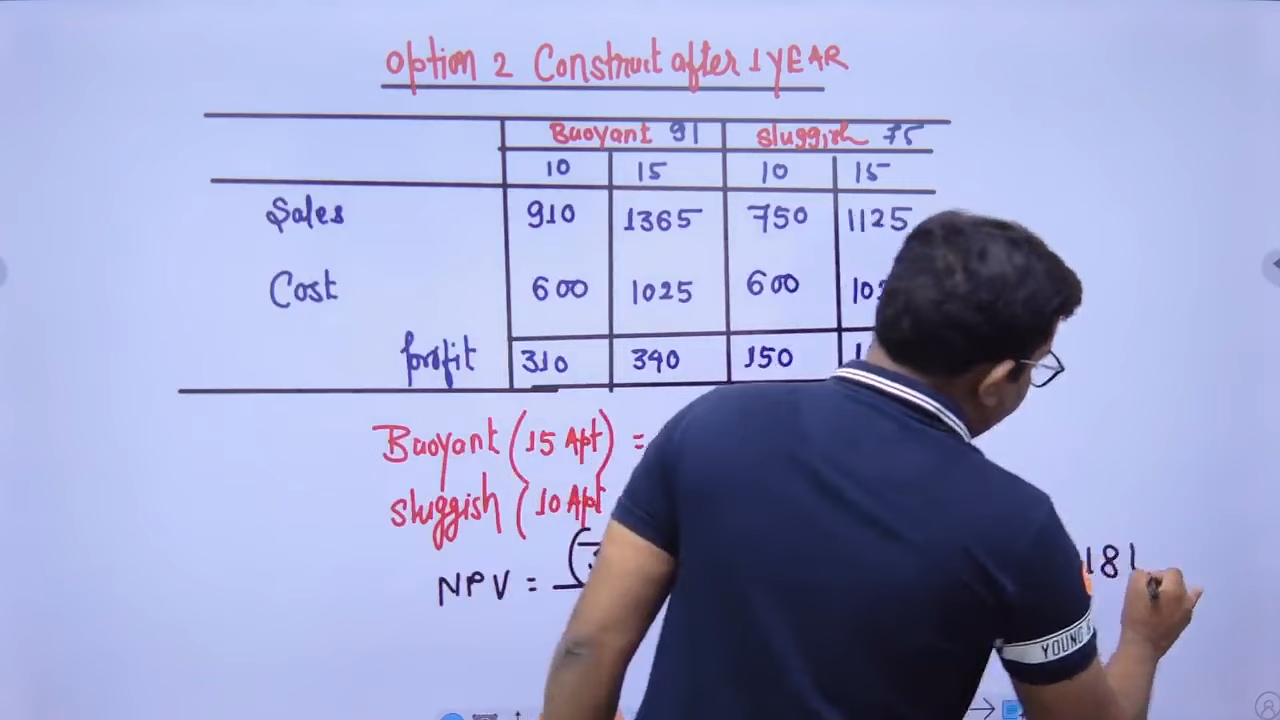 Option 2 Construct after 1 YEAR
Buoyant 91 Sluggish 75
10 15 10 15
Sales 910 1365 750 1125
Cost 600 1025 600
Profit 310 340 150
Buoyant (15 Apt) =
Sluggish (10 Apt
NPV = 181
YOUNG